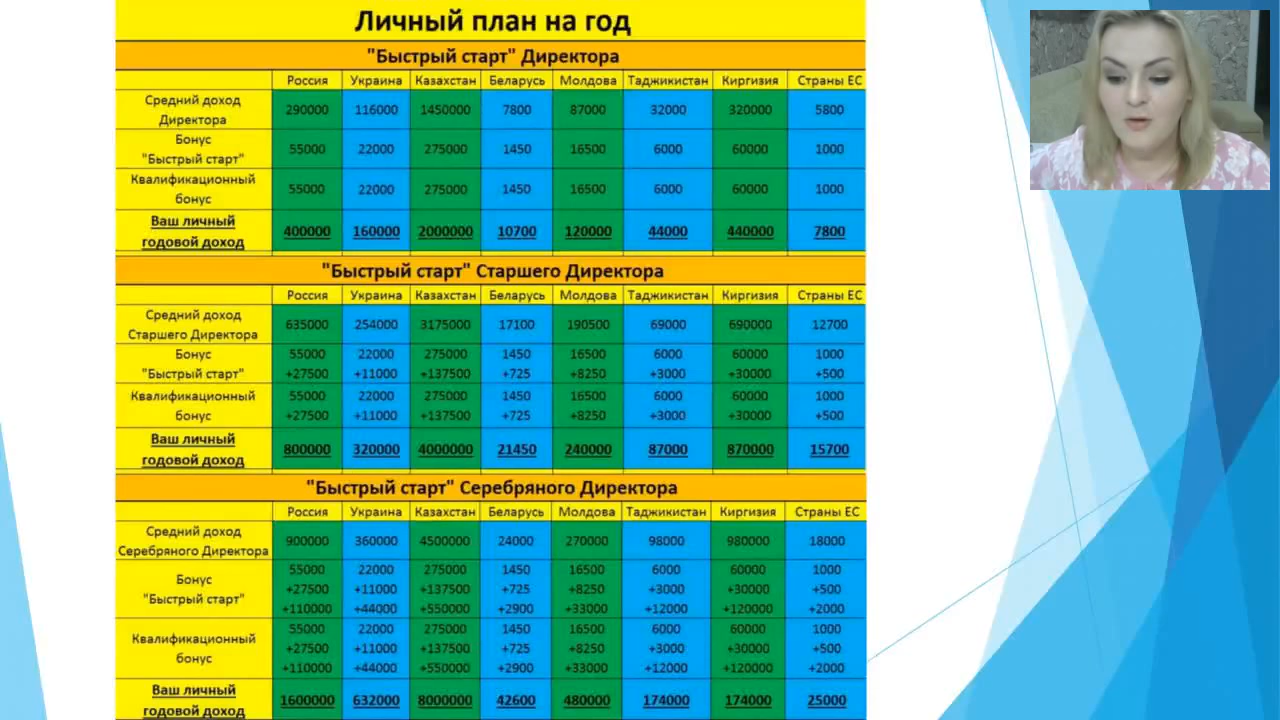 Личный план на год
"Быстрый старт" Директора
Россия Украина Казахстан Беларусь Молдова Таджикистан Киргизия Страны ЕС
Средний доход
Директора 290000 116000 1450000 7800 87000 32000 320000 5800
Бонус
"Быстрый старт" 55000 22000 275000 1450 16500 6000 60000 1000
Квалификационный
бонус 55000 22000 275000 1450 16500 6000 60000 1000
Ваш личный
годовой доход 400000 160000 2000000 10700 120000 44000 440000 7800
"Быстрый старт" Старшего Директора
Россия Украина Казахстан Беларусь Молдова Таджикистан Киргизия Страны ЕС
Средний доход
Старшего Директора 635000 254000 3175000 17100 190500 69000 690000 12700
Бонус 55000 22000 275000 1450 16500 6000 60000 1000
"Быстрый старт" +27500 +11000 +137500 +725 +8250 +3000 +30000 +500
Квалификационный 55000 22000 275000 1450 16500 6000 60000 1000
бонус +27500 +11000 +137500 +725 +8250 +3000 +30000 +500
Ваш личный
годовой доход 800000 320000 4000000 21450 240000 87000 870000 15700
"Быстрый старт" Серебряного Директора
Россия Украина Казахстан Беларусь Молдова Таджикистан Киргизия Страны ЕС
Средний доход
Серебряного Директора 900000 360000 4500000 24000 270000 98000 980000 18000
55000 22000 275000 1450 16500 6000 60000 1000
Бонус +27500 +11000 +137500 +725 +8250 +3000 +30000 +500
"Быстрый старт" +110000 +44000 +550000 +2900 +33000 +12000 +120000 +2000
55000 22000 275000 1450 16500 6000 60000 1000
Квалификационный +27500 +11000 +137500 +725 +8250 +3000 +30000 +500
бонус +110000 +44000 +550000 +2900 +33000 +12000 +120000 +2000
Ваш личный
годовой доход 1600000 632000 8000000 42600 480000 174000 174000 25000